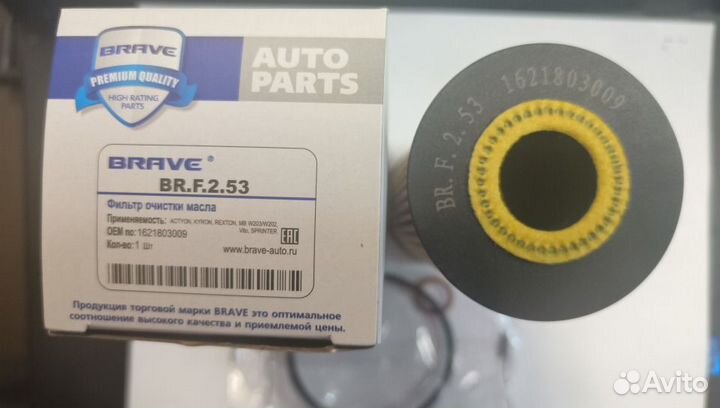 BRAVE
PREMIUM QUALITY
HIGH RATING
PARTS
AUTO
PARTS
BRAVE®
BR.F.2.53
Фильтр очистки масла
Применяемость: ACTYON, KYRON, REXTON, MB W203/W202,
Vito, SPRINTER
OEM no: 1621803009
Кол-во: 1 Шт
EAC
www.brave-auto.ru
Продукция торговой марки BRAVE это оптимальное
соотношение высокого качества и приемлемой цены.
BR.F.2.53 1621803009
Avito